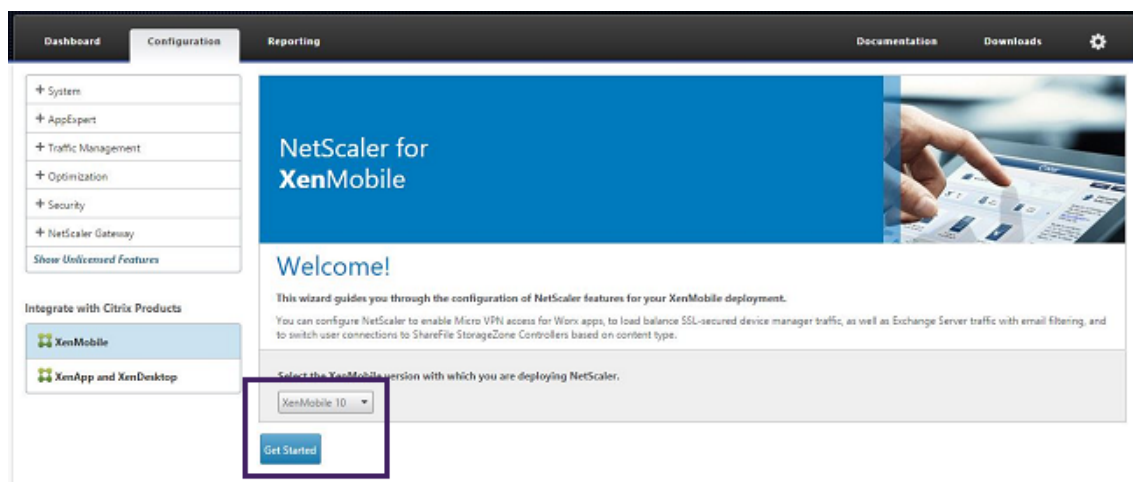 Dashboard Configuration Reporting Documentation Downloads
+ System
+ AppExpert
+ Traffic Management
+ Optimization
+ Security
+ NetScaler Gateway
Show Unlicensed Features
Integrate with Citrix Products
XenMobile
XenApp and XenDesktop
NetScaler for
XenMobile
Welcome!
This wizard guides you through the configuration of NetScaler features for your XenMobile deployment.
You can configure NetScaler to enable Micro VPN access for Worx apps, to load balance SSL-secured device manager traffic, as well as Exchange Server traffic with email filtering, and
to switch user connections to ShareFile StorageZone Controllers based on content type.
Select the XenMobile version with which you are deploying NetScaler.
XenMobile 10
Get Started